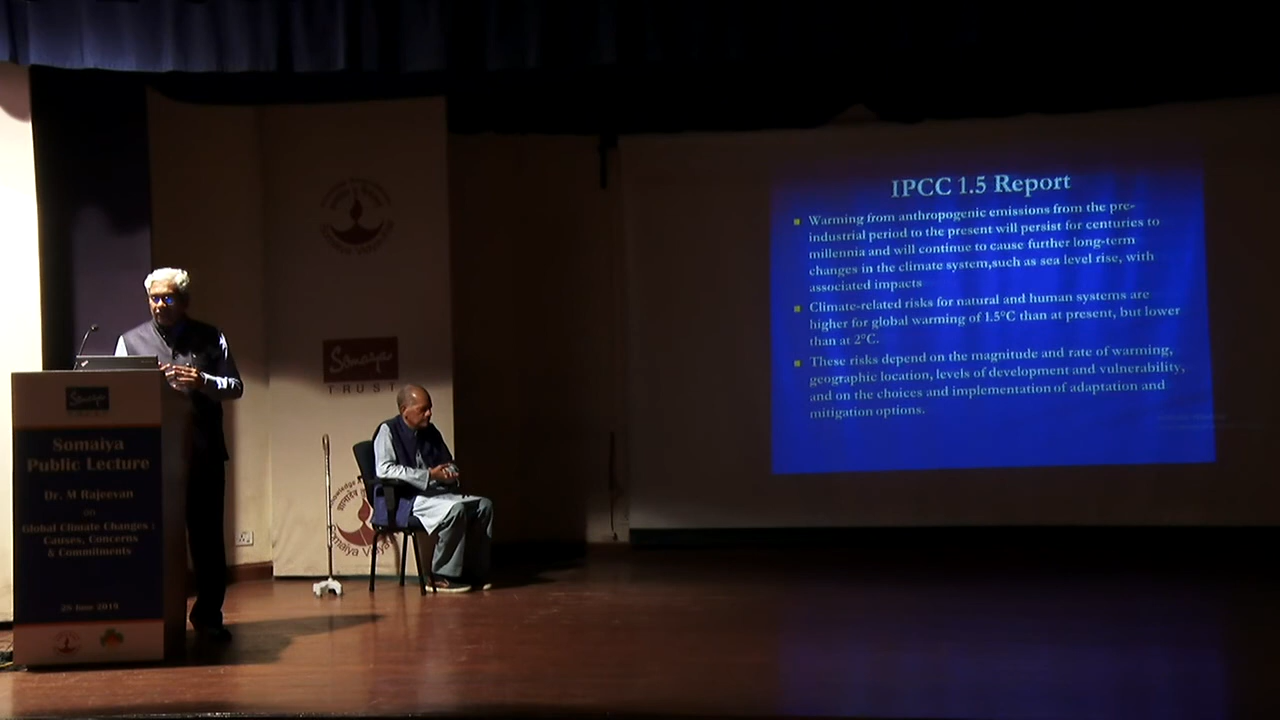 IPCC 1.5 Report
Warming from anthropogenic emissions from the pre-
industrial period to the present will persist for centuries to
millennia and will continue to cause further long-term
changes in the climate system,such as sea level rise, with
associated impacts
Climate-related risks for natural and human systems are
higher for global warming of 1.5°C than at present, but lower
than at 2°C.
These risks depend on the magnitude and rate of warming,
geographic location, levels of development and vulnerability,
and on the choices and implementation of adaptation and
mitigation options.
Somaiya
TRUST
Somaiya
TRUST
Somaiya
Public Lecture
Dr. M Rajeevan
on
Global Climate Changes :
Causes, Concerns
& Commitments
Somaiya